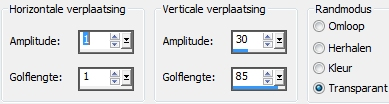 Horizontale verplaatsing Verticale verplaatsing Randmodus
Omloop
Amplitude: 1 Amplitude: 30
Herhalen
Kleur
Golflengte: 1 Golflengte: 85
Transparant